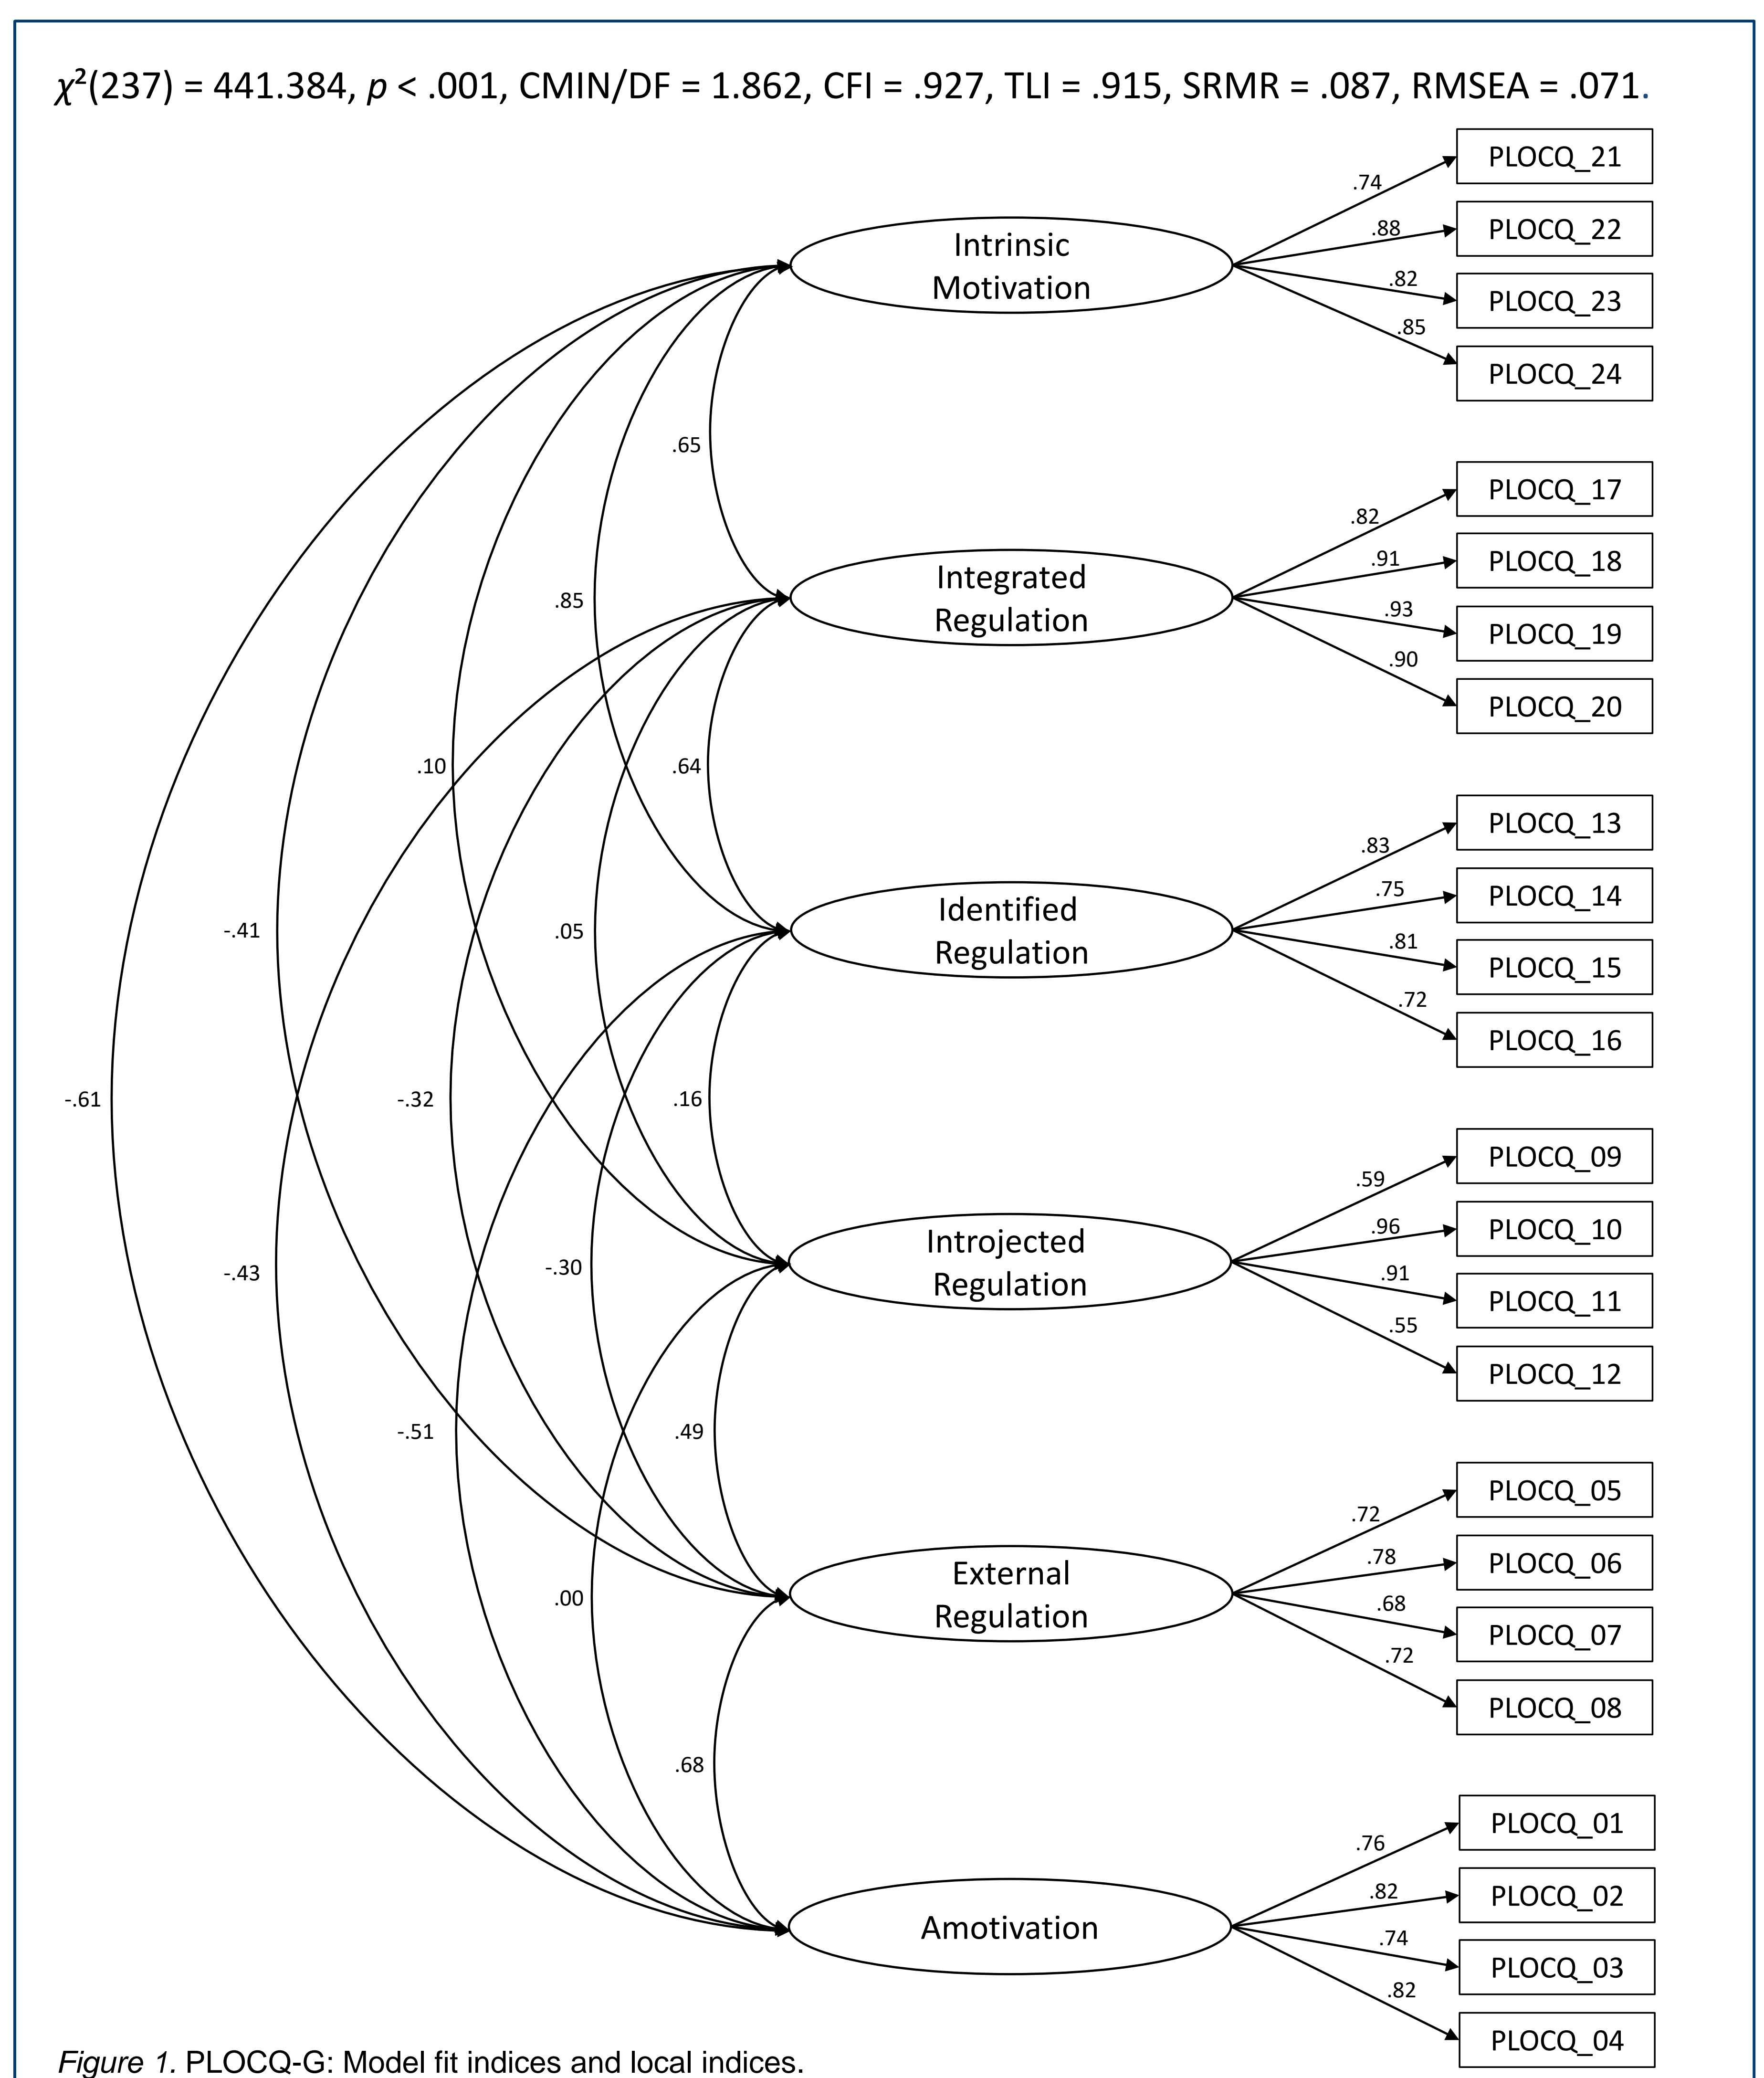 χ²(237) = 441.384, p < .001, CMIN/DF = 1.862, CFI = .927, TLI = .915, SRMR = .087, RMSEA = .071.
PLOCQ_21
.74
Intrinsic
Motivation
.88
PLOCQ_22
.82
PLOCQ_23
.85
PLOCQ_24
.65
PLOCQ_17
.82
Integrated
Regulation
.91
PLOCQ_18
.93
PLOCQ_19
.90
PLOCQ_20
.85
.10
.64
PLOCQ_13
.83
Identified
Regulation
.75
PLOCQ_14
.81
PLOCQ_15
.72
PLOCQ_16
-.41
.05
-.61
-.32
.16
PLOCQ_09
.59
Introjected
Regulation
.96
PLOCQ_10
.91
PLOCQ_11
.55
PLOCQ_12
-.43
-.30
-.51
.49
PLOCQ_05
.72
External
Regulation
.78
PLOCQ_06
.68
PLOCQ_07
.72
PLOCQ_08
.00
.68
PLOCQ_01
.76
Amotivation
.82
PLOCQ_02
.74
PLOCQ_03
.82
PLOCQ_04
Figure 1. PLOCQ-G: Model fit indices and local indices.